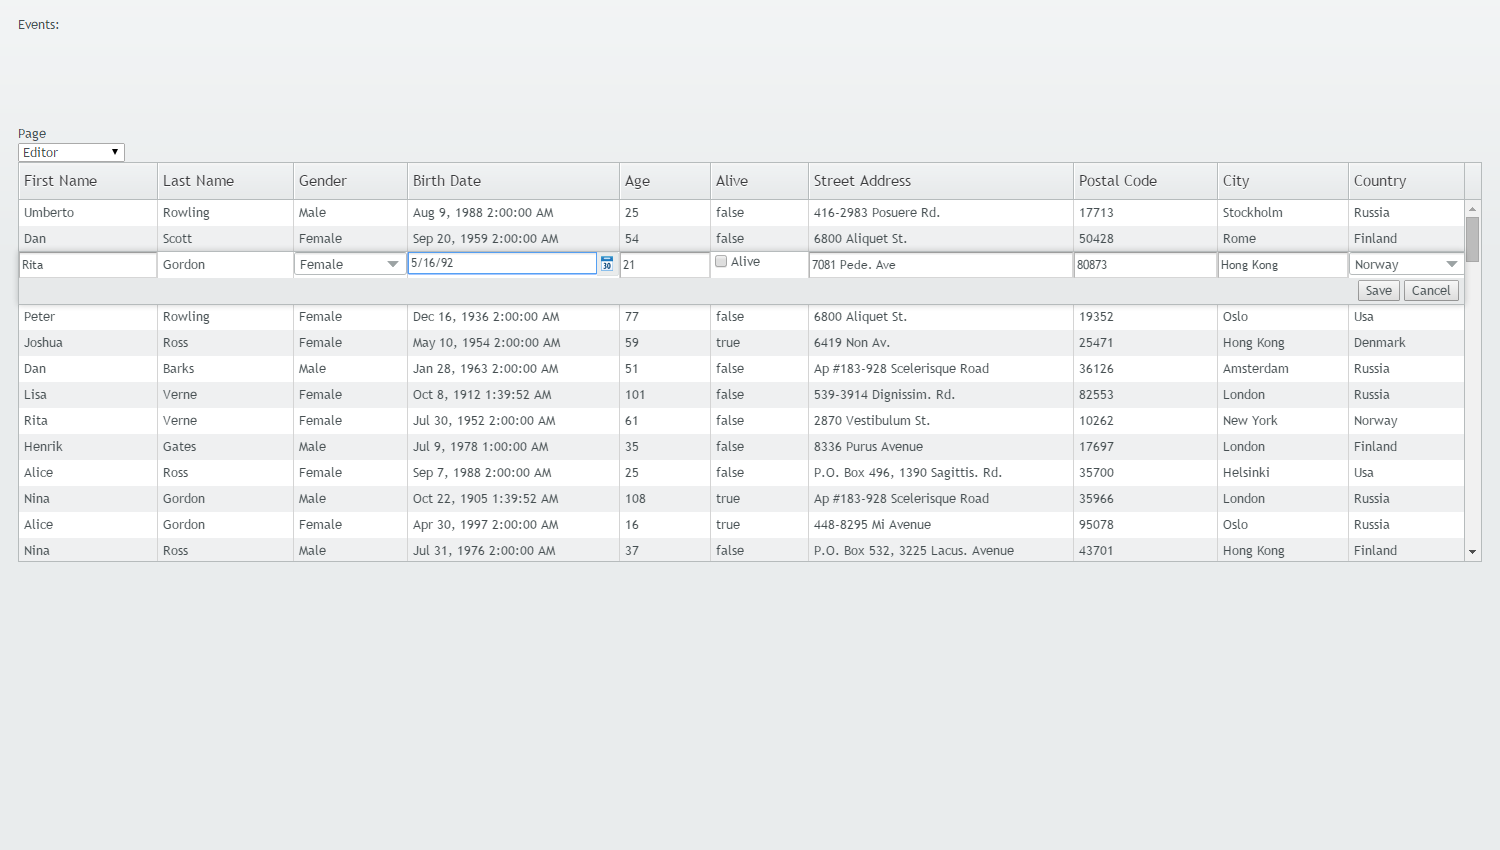 Events:
Page
Editor
First Name Last Name Gender Birth Date Age Alive Street Address Postal Code City Country
Umberto Rowling Male Aug 9, 1988 2:00:00 AM 25 false 416-2983 Posuere Rd. 17713 Stockholm Russia
Dan Scott Female Sep 20, 1959 2:00:00 AM 54 false 6800 Aliquet St. 50428 Rome Finland
Rita Gordon Female 5/16/92 30 21 Alive 7081 Pede. Ave 80873 Hong Kong Norway
Save Cancel
Peter Rowling Female Dec 16, 1936 2:00:00 AM 77 false 6800 Aliquet St. 19352 Oslo Usa
Joshua Ross Female May 10, 1954 2:00:00 AM 59 true 6419 Non Av. 25471 Hong Kong Denmark
Dan Barks Male Jan 28, 1963 2:00:00 AM 51 false Ap #183-928 Scelerisque Road 36126 Amsterdam Russia
Lisa Verne Female Oct 8, 1912 1:39:52 AM 101 false 539-3914 Dignissim. Rd. 82553 London Russia
Rita Verne Female Jul 30, 1952 2:00:00 AM 61 false 2870 Vestibulum St. 10262 New York Norway
Henrik Gates Male Jul 9, 1978 1:00:00 AM 35 false 8336 Purus Avenue 17697 London Finland
Alice Ross Female Sep 7, 1988 2:00:00 AM 25 false P.O. Box 496, 1390 Sagittis. Rd. 35700 Helsinki Usa
Nina Gordon Male Oct 22, 1905 1:39:52 AM 108 true Ap #183-928 Scelerisque Road 35966 London Russia
Alice Gordon Female Apr 30, 1997 2:00:00 AM 16 true 448-8295 Mi Avenue 95078 Oslo Russia
Nina Ross Male Jul 31, 1976 2:00:00 AM 37 false P.O. Box 532, 3225 Lacus. Avenue 43701 Hong Kong Finland